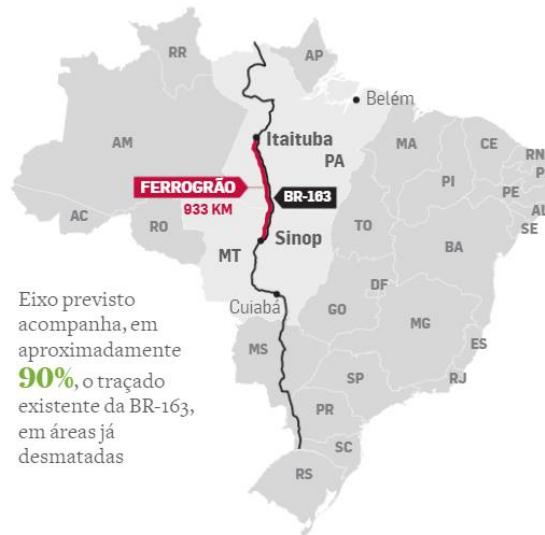 RR
AP
Belém
Itaituba
AM
PA
MA
CE
RN
FERROGRÃO
BR-163
PI
933 KM
PE
AC
RO
TO
AL
SE
Sinop
MT
BA
DF
Cuiabá
GO
Eixo previsto
acompanha, em
aproximadamente
90%, o traçado
existente da BR-163,
em áreas já
desmatadas
MG
MS
ES
SP
RJ
PR
SC
RS